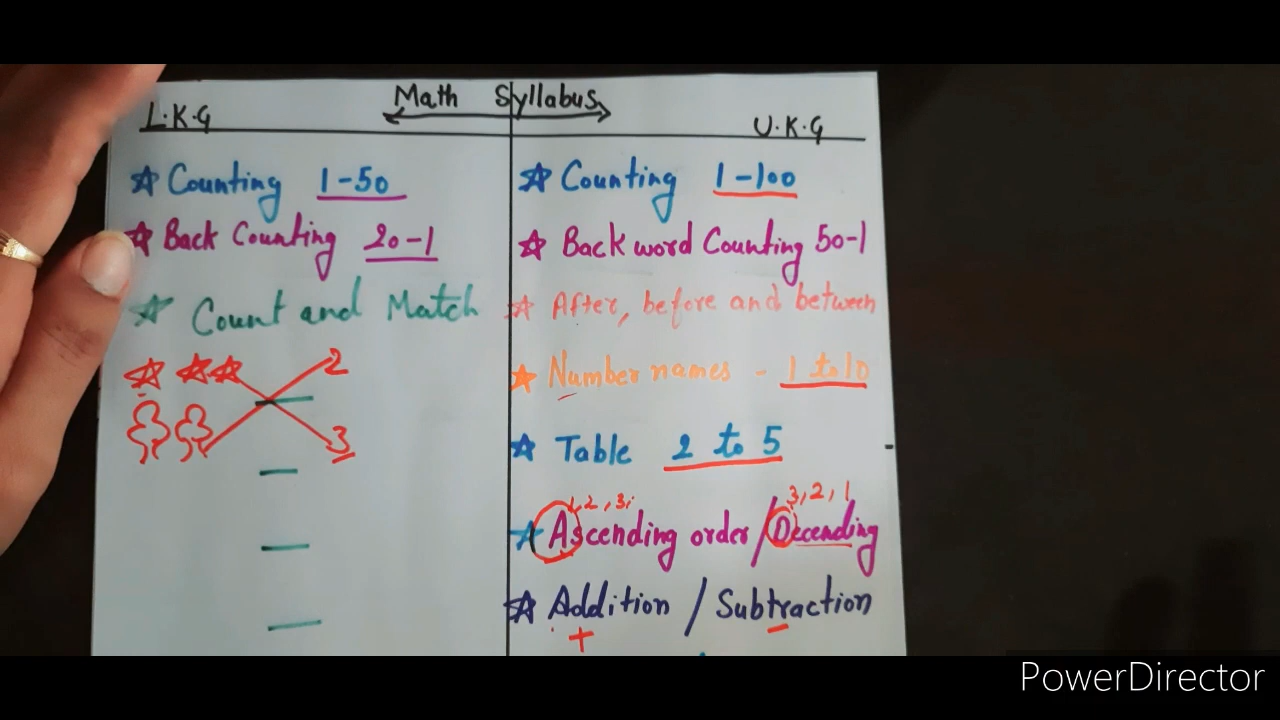 Math Syllabus
L.K.G
Counting 1-50
Back Counting 20-1
Count and Match
2
3
U.K.G
Counting 1-100
Back word Counting 50-1
After, before and between
Number names - 1 to 10
Table 2 to 5
1, 2, 3, 3, 2, 1
Ascending order / Decending
Addition / Subtraction
+ -
PowerDirector